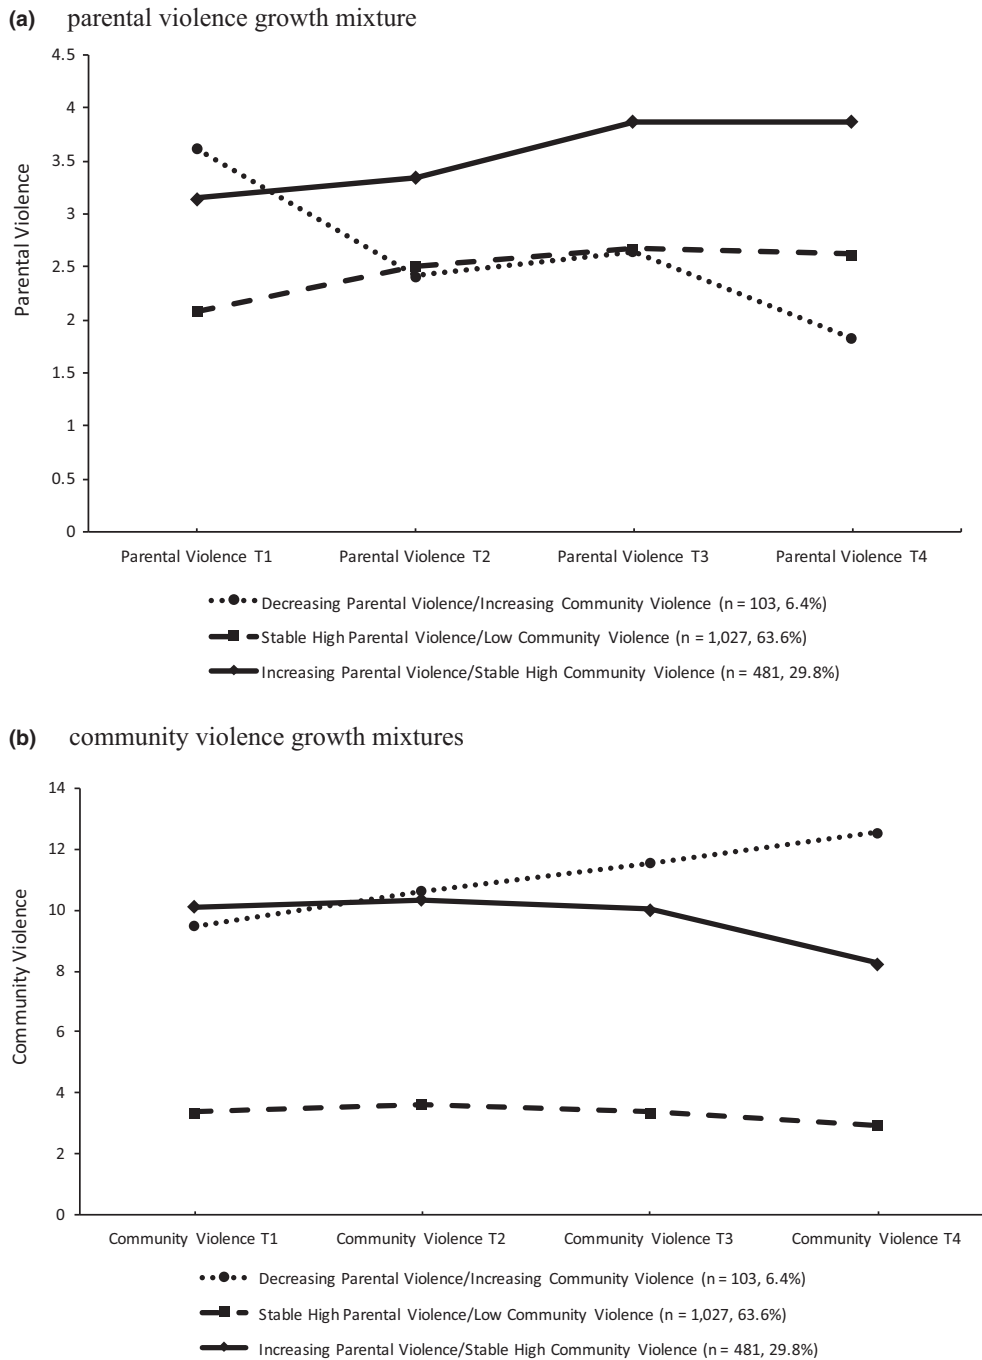 (a) parental violence growth mixture
4.5
4
3.5
3
2.5
2
1.5
1
0.5
0
Parental Violence
Parental Violence T1 Parental Violence T2 Parental Violence T3 Parental Violence T4
Decreasing Parental Violence/Increasing Community Violence (n = 103, 6.4%)
Stable High Parental Violence/Low Community Violence (n = 1,027, 63.6%)
Increasing Parental Violence/Stable High Community Violence (n = 481, 29.8%)
(b) community violence growth mixtures
14
12
10
8
6
4
2
0
Community Violence
Community Violence T1 Community Violence T2 Community Violence T3 Community Violence T4
Decreasing Parental Violence/Increasing Community Violence (n = 103, 6.4%)
Stable High Parental Violence/Low Community Violence (n = 1,027, 63.6%)
Increasing Parental Violence/Stable High Community Violence (n = 481, 29.8%)